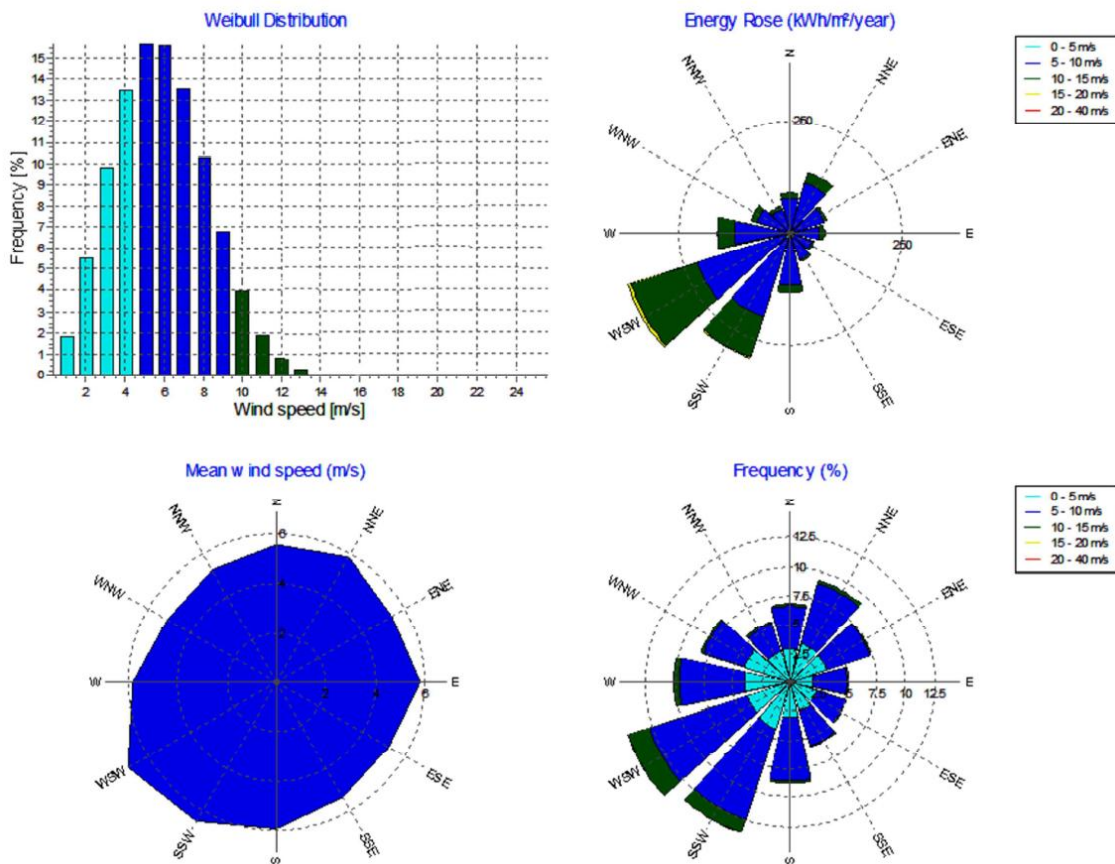 Weibull Distribution
Frequency [%]
15
14
13
12
11
10
9
8
7
6
5
4
3
2
1
0
2 4 6 8 10 12 14 16 18 20 22 24
Wind speed [m/s]
Energy Rose (kWh/m²/year)
N
NNE
ENE
E
ESE
SSE
S
SSW
WSW
W
WNW
NNW
250
250
0 - 5 m/s
5 - 10 m/s
10 - 15 m/s
15 - 20 m/s
20 - 40 m/s
Mean w ind speed (m/s)
N
NNE
ENE
E
ESE
SSE
S
SSW
WSW
W
WNW
NNW
6
4
2
2 4 6
Frequency (%)
N
NNE
ENE
E
ESE
SSE
S
SSW
WSW
W
WNW
NNW
12.5
10
7.5
5
2.5
5 7.5 10 12.5
0 - 5 m/s
5 - 10 m/s
10 - 15 m/s
15 - 20 m/s
20 - 40 m/s